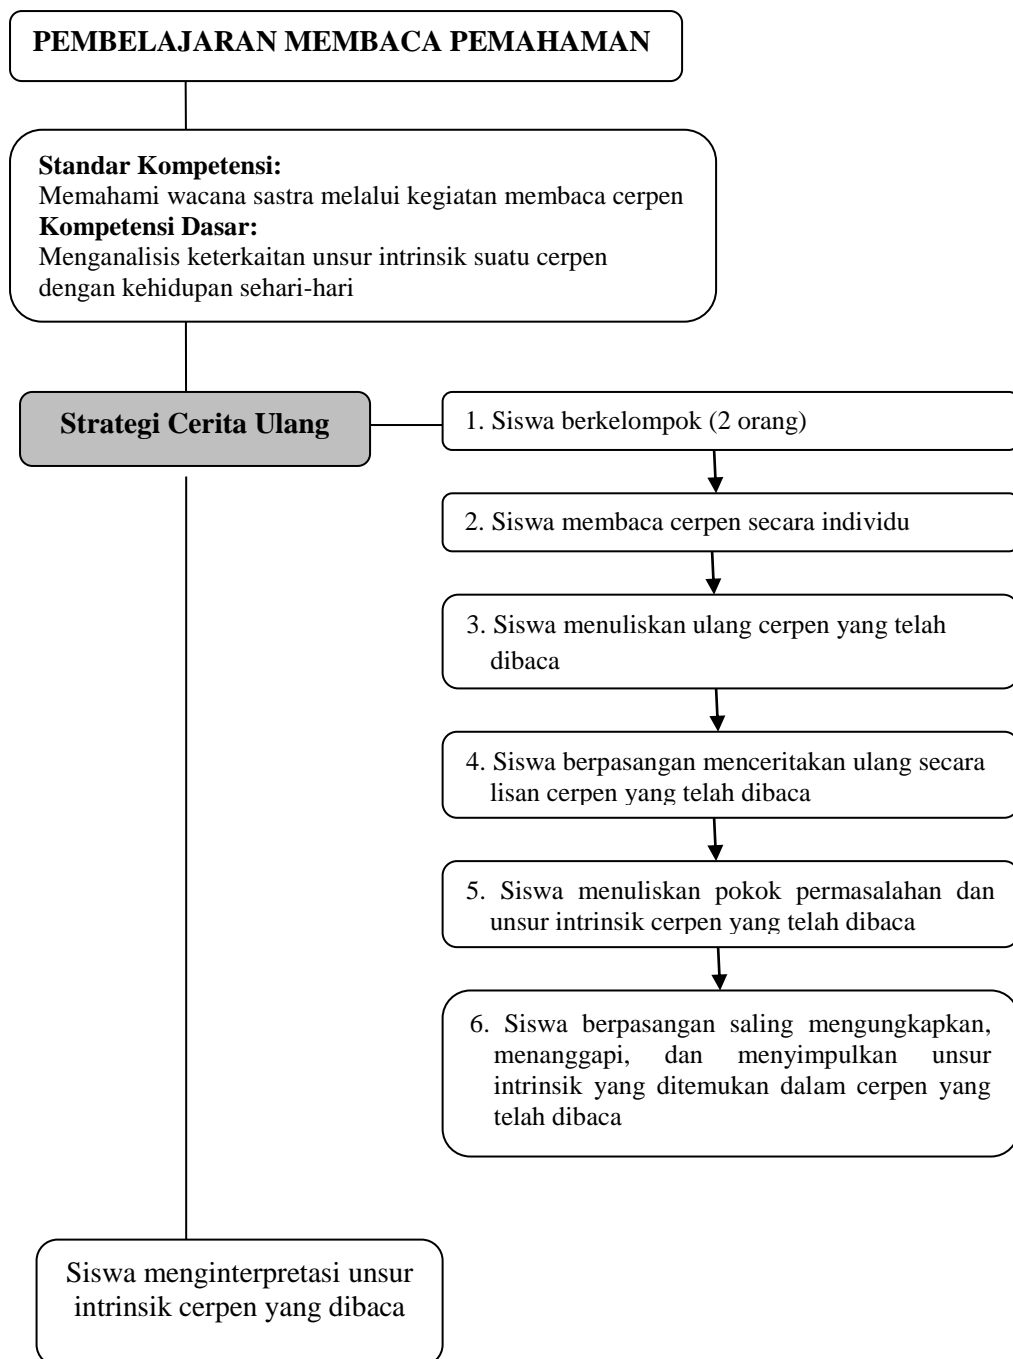 PEMBELAJARAN MEMBACA PEMAHAMAN
Standar Kompetensi:
Memahami wacana sastra melalui kegiatan membaca cerpen
Kompetensi Dasar:
Menganalisis keterkaitan unsur intrinsik suatu cerpen
dengan kehidupan sehari-hari
Strategi Cerita Ulang
1. Siswa berkelompok (2 orang)
2. Siswa membaca cerpen secara individu
3. Siswa menuliskan ulang cerpen yang telah
dibaca
4. Siswa berpasangan menceritakan ulang secara
lisan cerpen yang telah dibaca
5. Siswa menuliskan pokok permasalahan dan
unsur intrinsik cerpen yang telah dibaca
6. Siswa berpasangan saling mengungkapkan,
menanggapi, dan menyimpulkan unsur
intrinsik yang ditemukan dalam cerpen yang
telah dibaca
Siswa menginterpretasi unsur
intrinsik cerpen yang dibaca